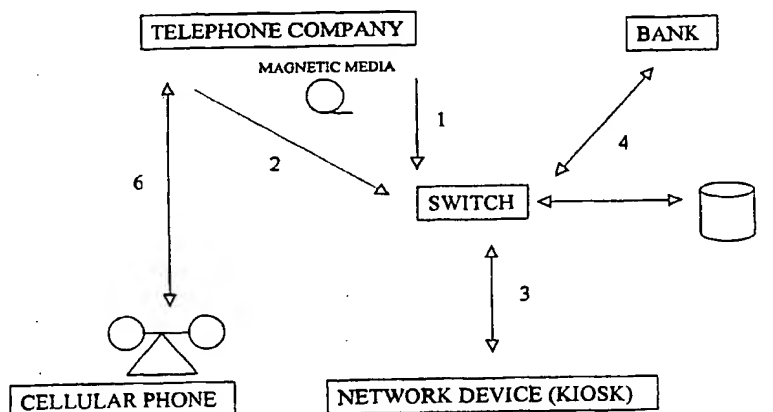 TELEPHONE COMPANY
BANK
MAGNETIC MEDIA
1
2
4
6
SWITCH
3
CELLULAR PHONE
NETWORK DEVICE (KIOSK)